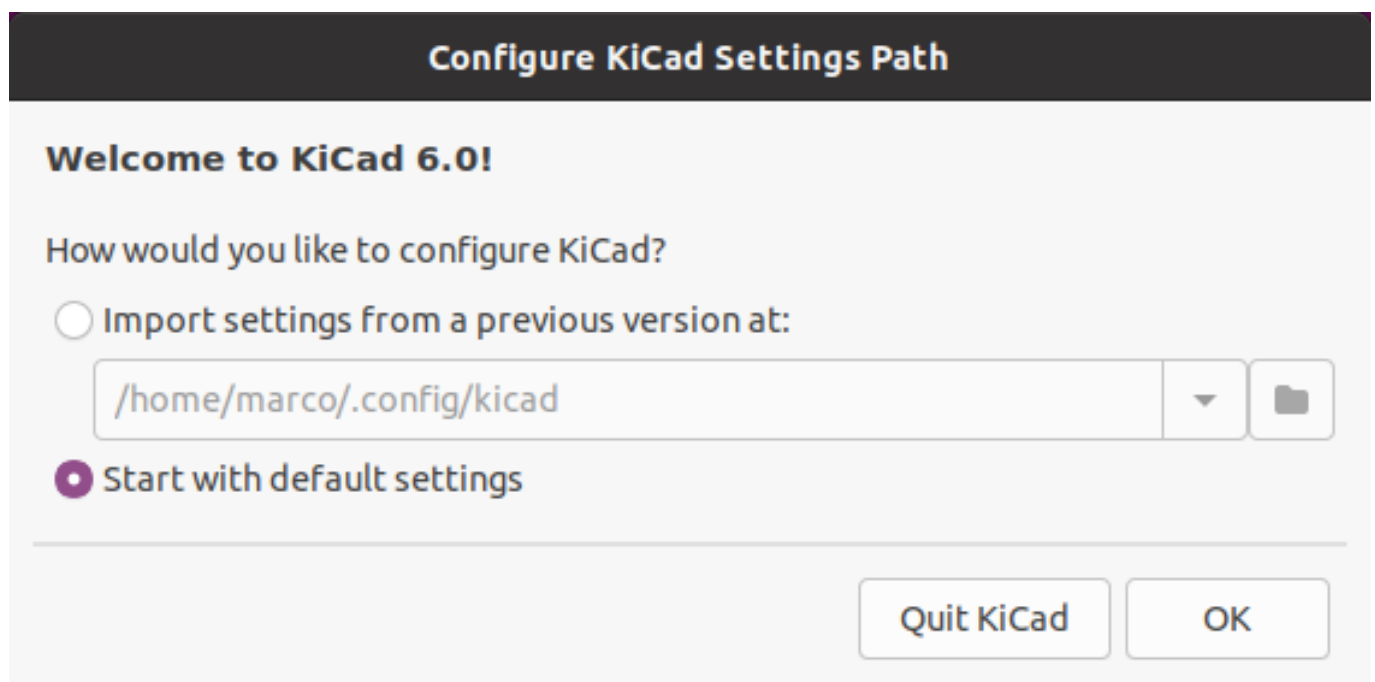 Configure KiCad Settings Path
Welcome to KiCad 6.0!
How would you like to configure KiCad?
Import settings from a previous version at:
/home/marco/.config/kicad
Start with default settings
Quit KiCad OK